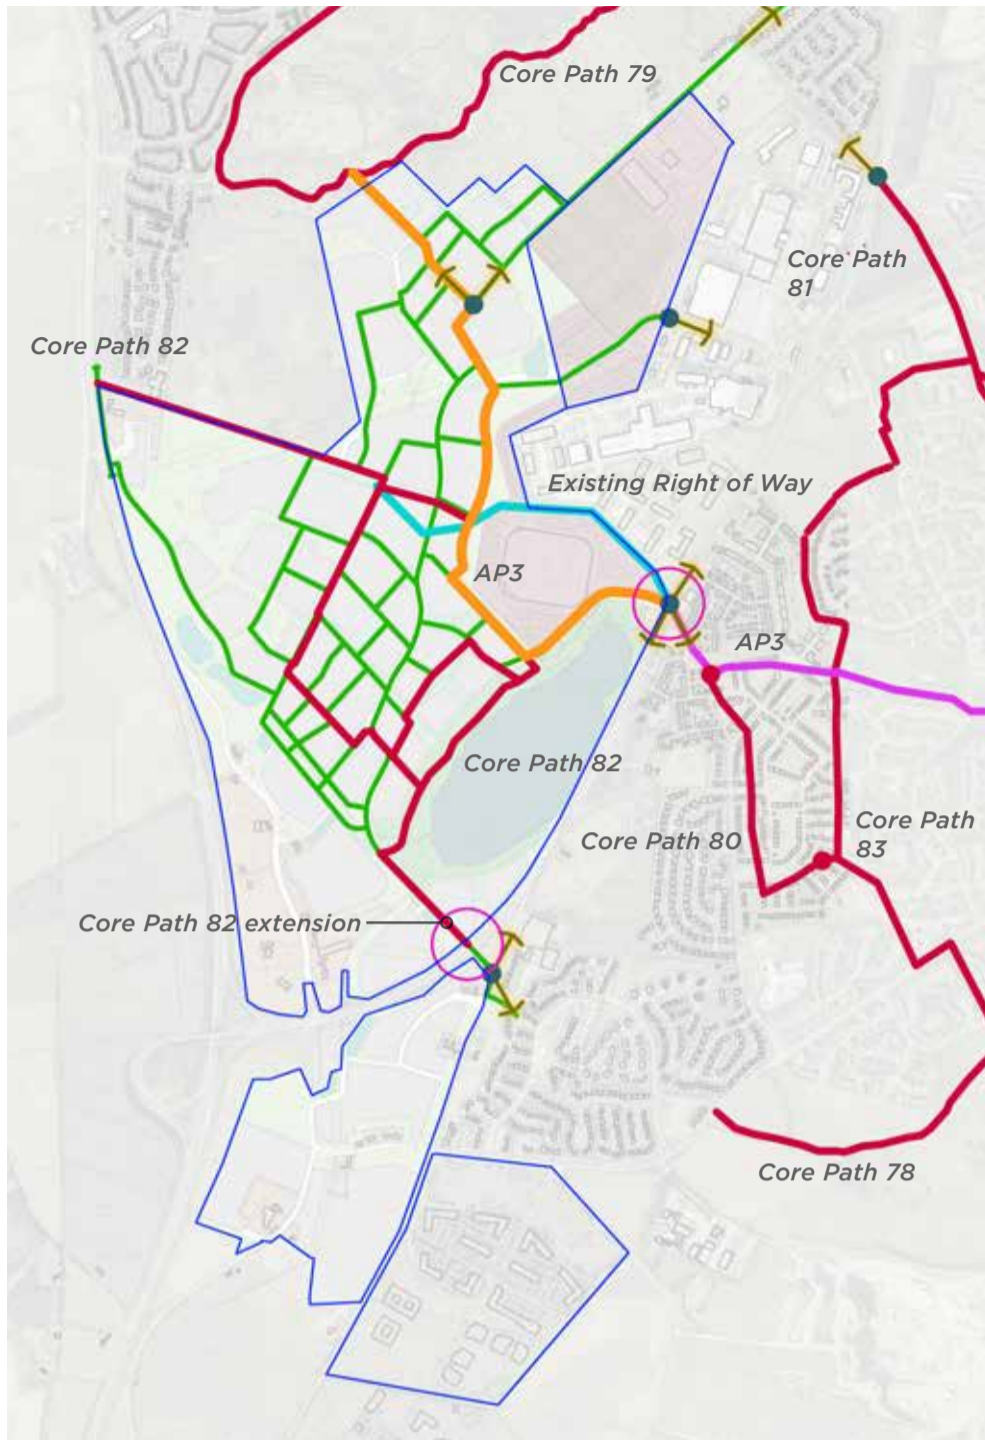 Core Path 79
Core Path
81
Core Path 82
Existing Right of Way
AP3
AP3
Core Path 82
Core Path 80
Core Path
83
Core Path 82 extension
Core Path 78